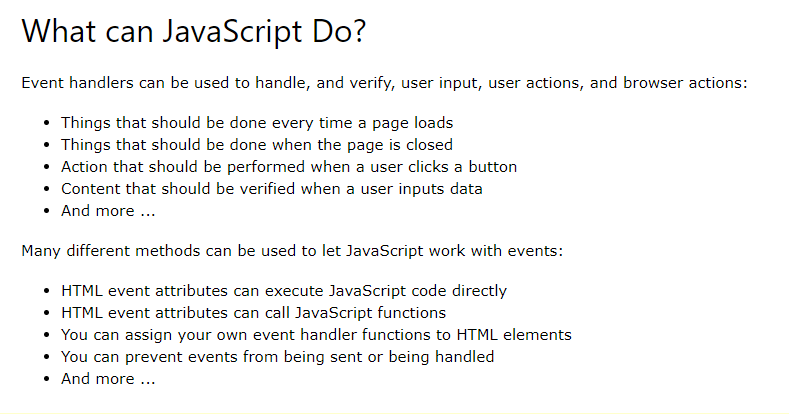 What can JavaScript Do?
Event handlers can be used to handle, and verify, user input, user actions, and browser actions:
• Things that should be done every time a page loads
• Things that should be done when the page is closed
• Action that should be performed when a user clicks a button
• Content that should be verified when a user inputs data
• And more ...
Many different methods can be used to let JavaScript work with events:
• HTML event attributes can execute JavaScript code directly
• HTML event attributes can call JavaScript functions
• You can assign your own event handler functions to HTML elements
• You can prevent events from being sent or being handled
• And more ...